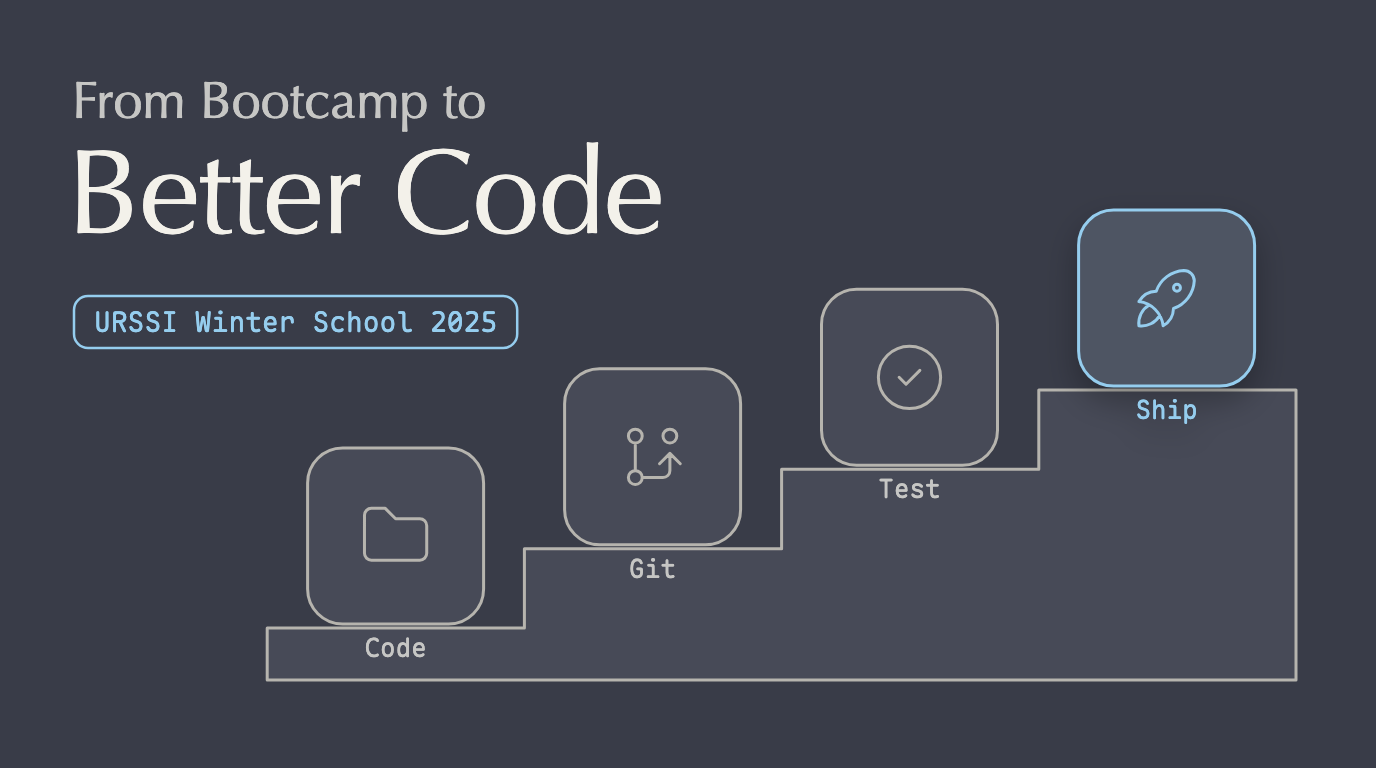 From Bootcamp to
Better Code
URSSI Winter School 2025
Code
Git
Test
Ship